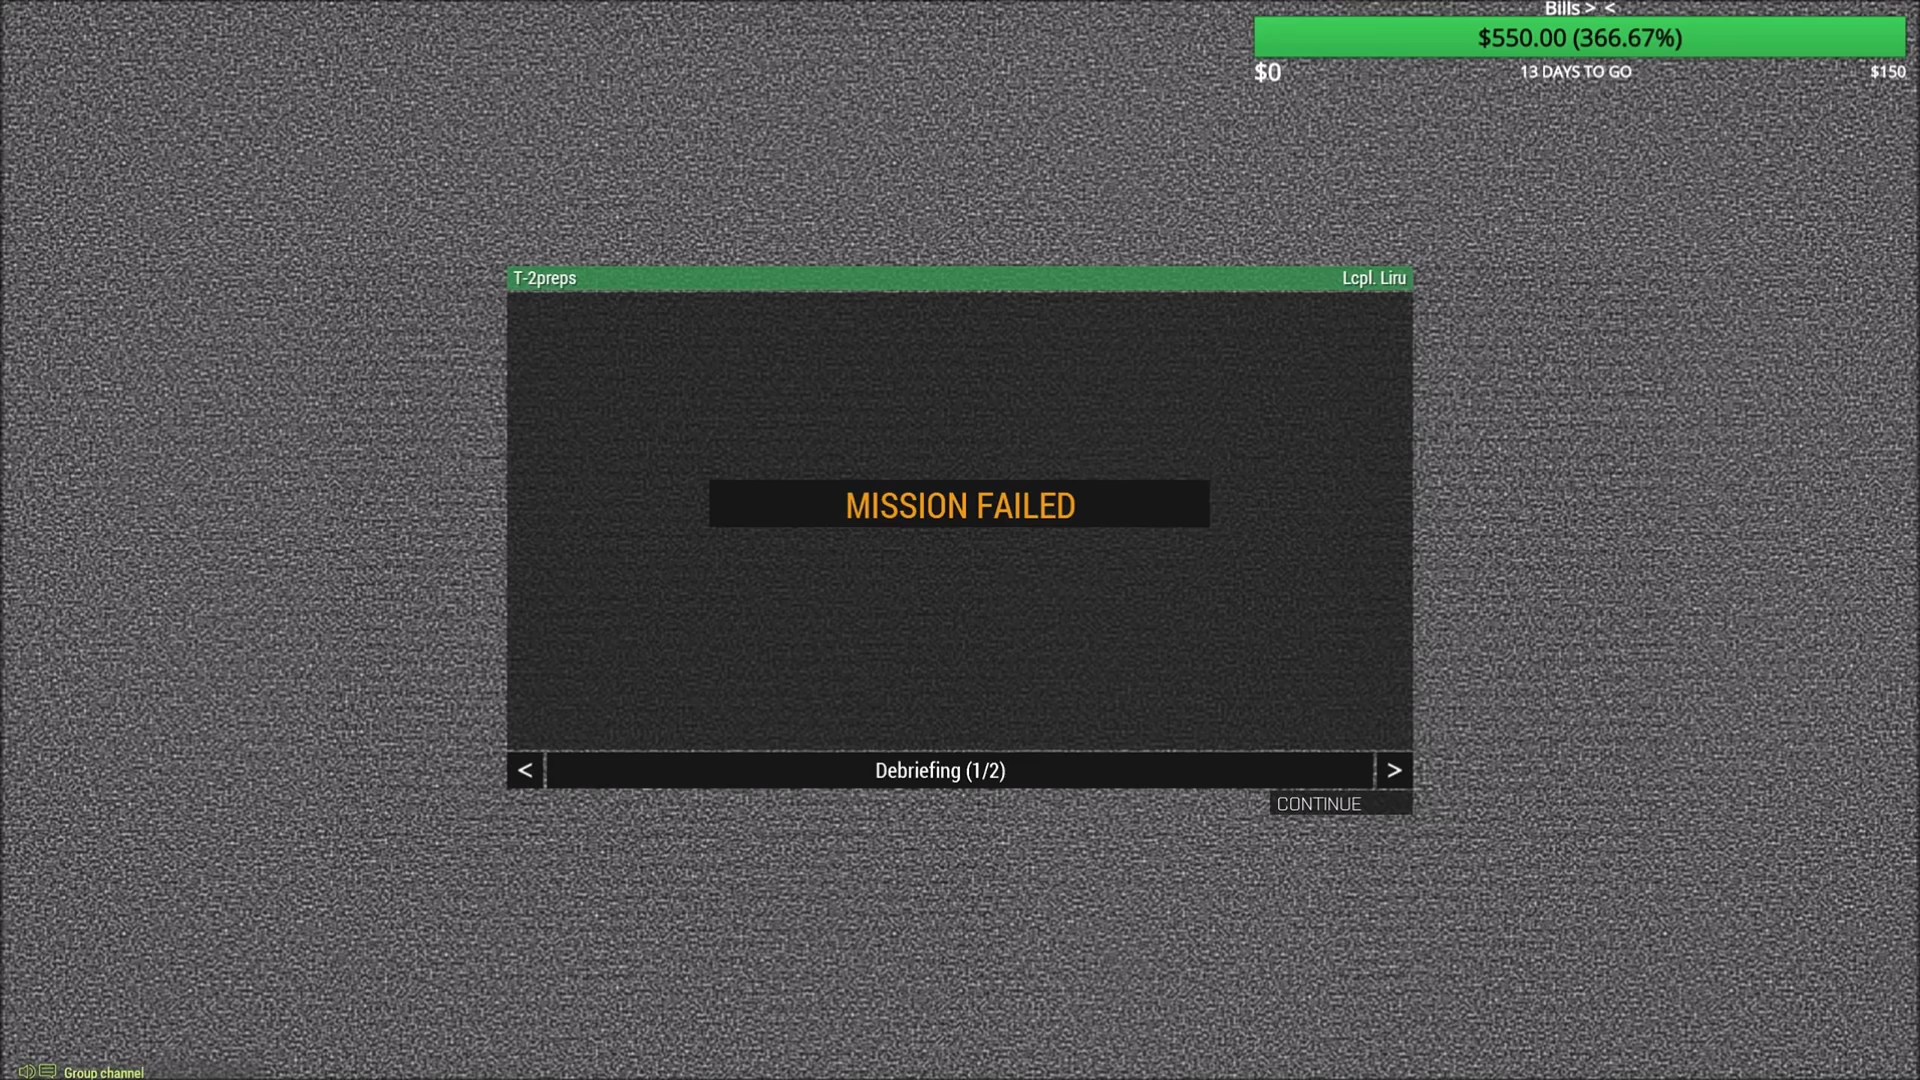 Bills > <
$550.00 (366.67%)
$0 13 DAYS TO GO $150
T-2preps Lcpl. Liru
MISSION FAILED
< Debriefing (1/2) >
CONTINUE
Group channel